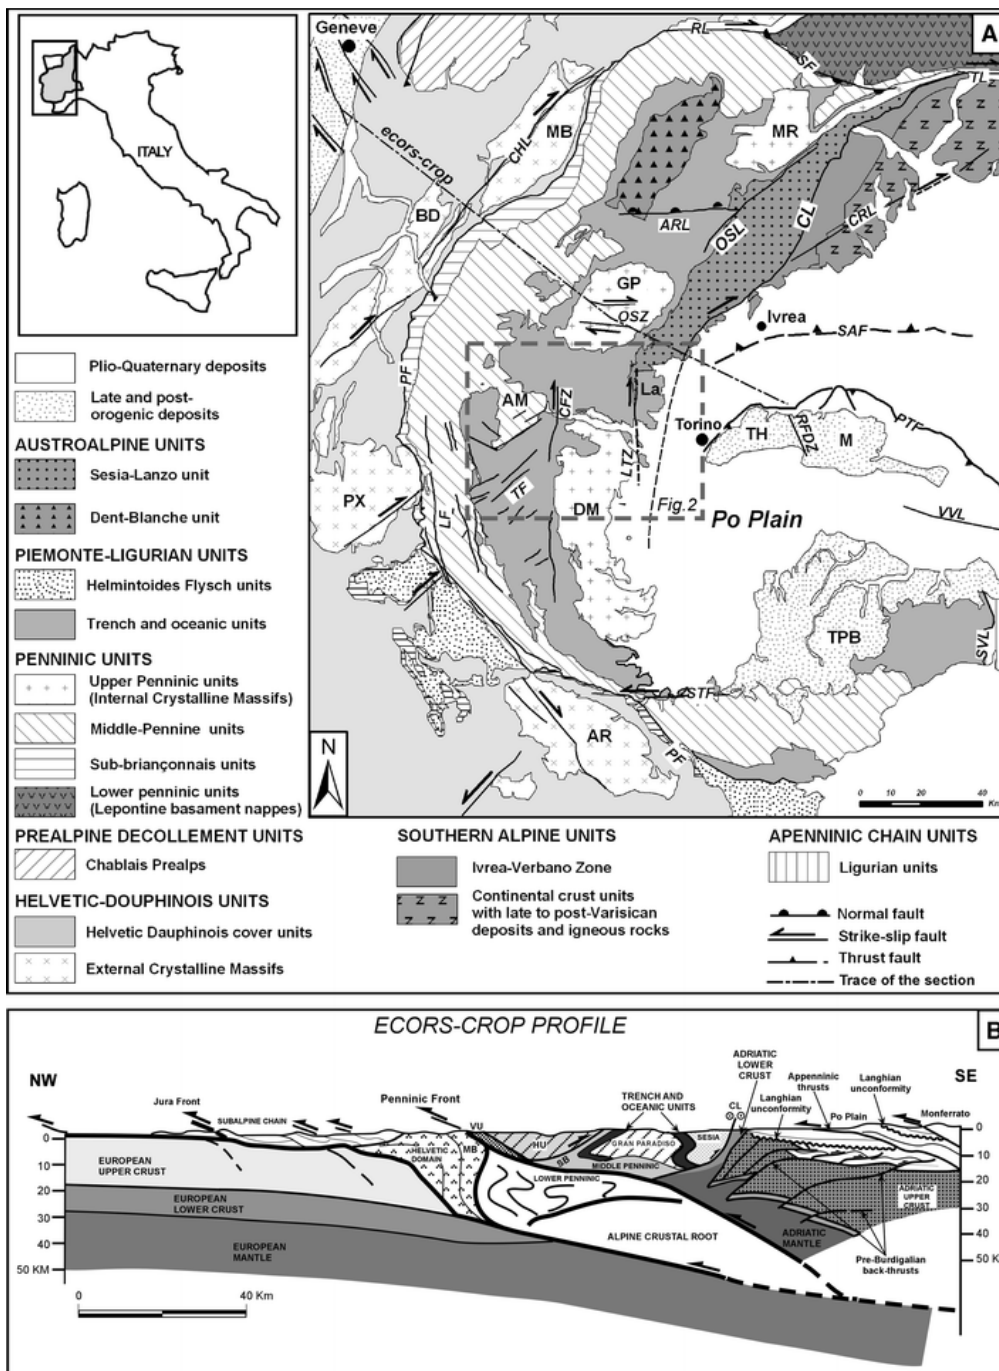 A
ITALY
Geneve
RL
SF
TL
ecors-crop
CHL
MB
MR
BD
ARL
OSL
CL
CRL
GP
OSZ
Ivrea
SAF
PF
AM
CFZ
La
Torino
TH
RFDZ
M
PTF
LTZ
PX
TF
LF
DM
Fig.2
Po Plain
VVL
TPB
SVL
STF
AR
PF
N
0 20 40
Km
Plio-Quaternary deposits
Late and post-
orogenic deposits
AUSTROALPINE UNITS
Sesia-Lanzo unit
Dent-Blanche unit
PIEMONTE-LIGURIAN UNITS
Helmintoides Flysch units
Trench and oceanic units
PENNINIC UNITS
Upper Penninic units
(Internal Crystalline Massifs)
Middle-Pennine units
Sub-briançonnais units
Lower penninic units
(Lepontine basament nappes)
PREALPINE DECOLLEMENT UNITS
Chablais Prealps
HELVETIC-DOUPHINOIS UNITS
Helvetic Dauphinois cover units
External Crystalline Massifs
SOUTHERN ALPINE UNITS
Ivrea-Verbano Zone
Continental crust units
with late to post-Varisican
deposits and igneous rocks
APENNINIC CHAIN UNITS
Ligurian units
Normal fault
Strike-slip fault
Thrust fault
Trace of the section
ECORS-CROP PROFILE
B
NW
SE
Jura Front
SUBALPINE CHAIN
Penninic Front
VU
TRENCH AND
OCEANIC UNITS
CL
ADRIATIC
LOWER
CRUST
Langhian
unconformity
Appenninic
thrusts
Po Plain
Langhian
unconformity
Monferrato
0
10
20
30
40
50 KM
EUROPEAN
UPPER CRUST
EUROPEAN
LOWER CRUST
EUROPEAN
MANTLE
HELVETIC
DOMAIN
MB
HU
SB
GRAN PARADISO
SESIA
MIDDLE PENNINIC
LOWER PENNINIC
ALPINE CRUSTAL ROOT
ADRIATIC
MANTLE
ADRIATIC
UPPER
CRUST
Pre-Burdigalian
back-thrusts
0
10
20
30
40
50 K
0 40 Km